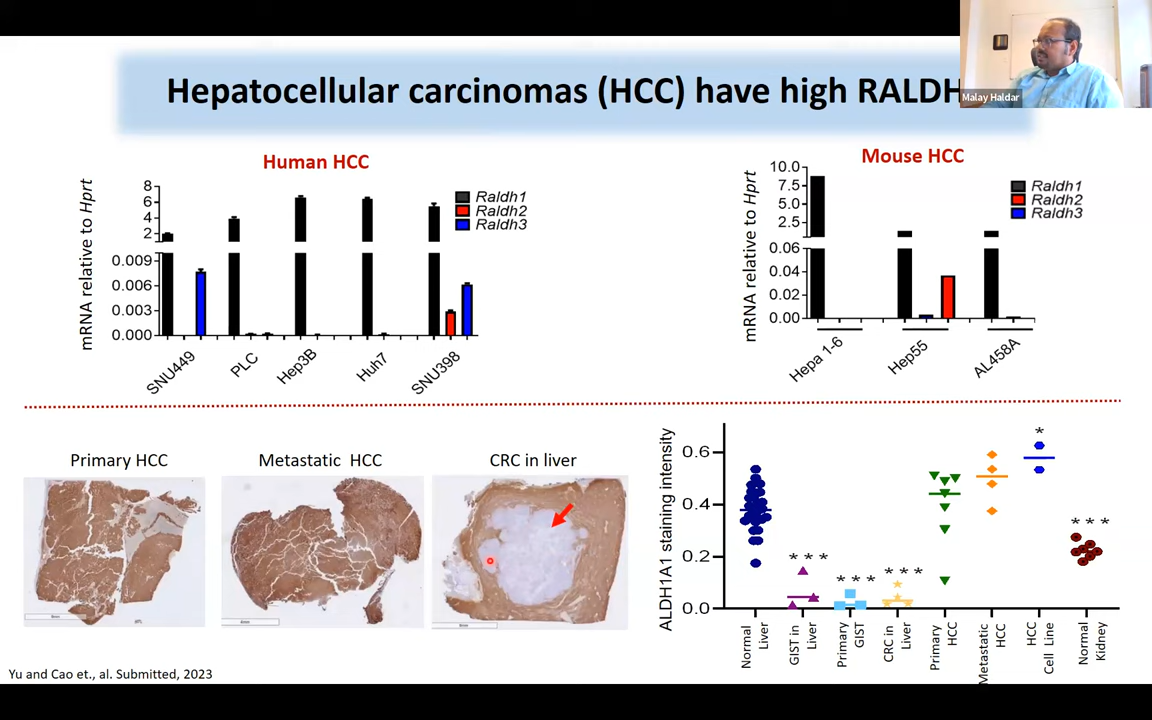 Hepatocellular carcinomas (HCC) have high RALDH
Malay Haldar
Human HCC
mRNA relative to Hprt
8
6
4
2
0.009
0.006
0.003
0.000
Raldh1
Raldh2
Raldh3
SNU449
PLC
Hep3B
Huh7
SNU398
Mouse HCC
mRNA relative to Hprt
10.0
7.5
5.0
2.5
0.06
0.04
0.02
0.00
Raldh1
Raldh2
Raldh3
Hepa 1-6
Hep55
AL458A
Primary HCC
Metastatic HCC
CRC in liver
ALDH1A1 staining intensity
0.6
0.4
0.2
0.0
* * *
* * *
* * *
*
* * *
Normal
Liver
GIST in
Liver
Primary
GIST
CRC in
Liver
Primary
HCC
Metastatic
HCC
HCC
Cell Line
Normal
Kidney
Yu and Cao et., al. Submitted, 2023